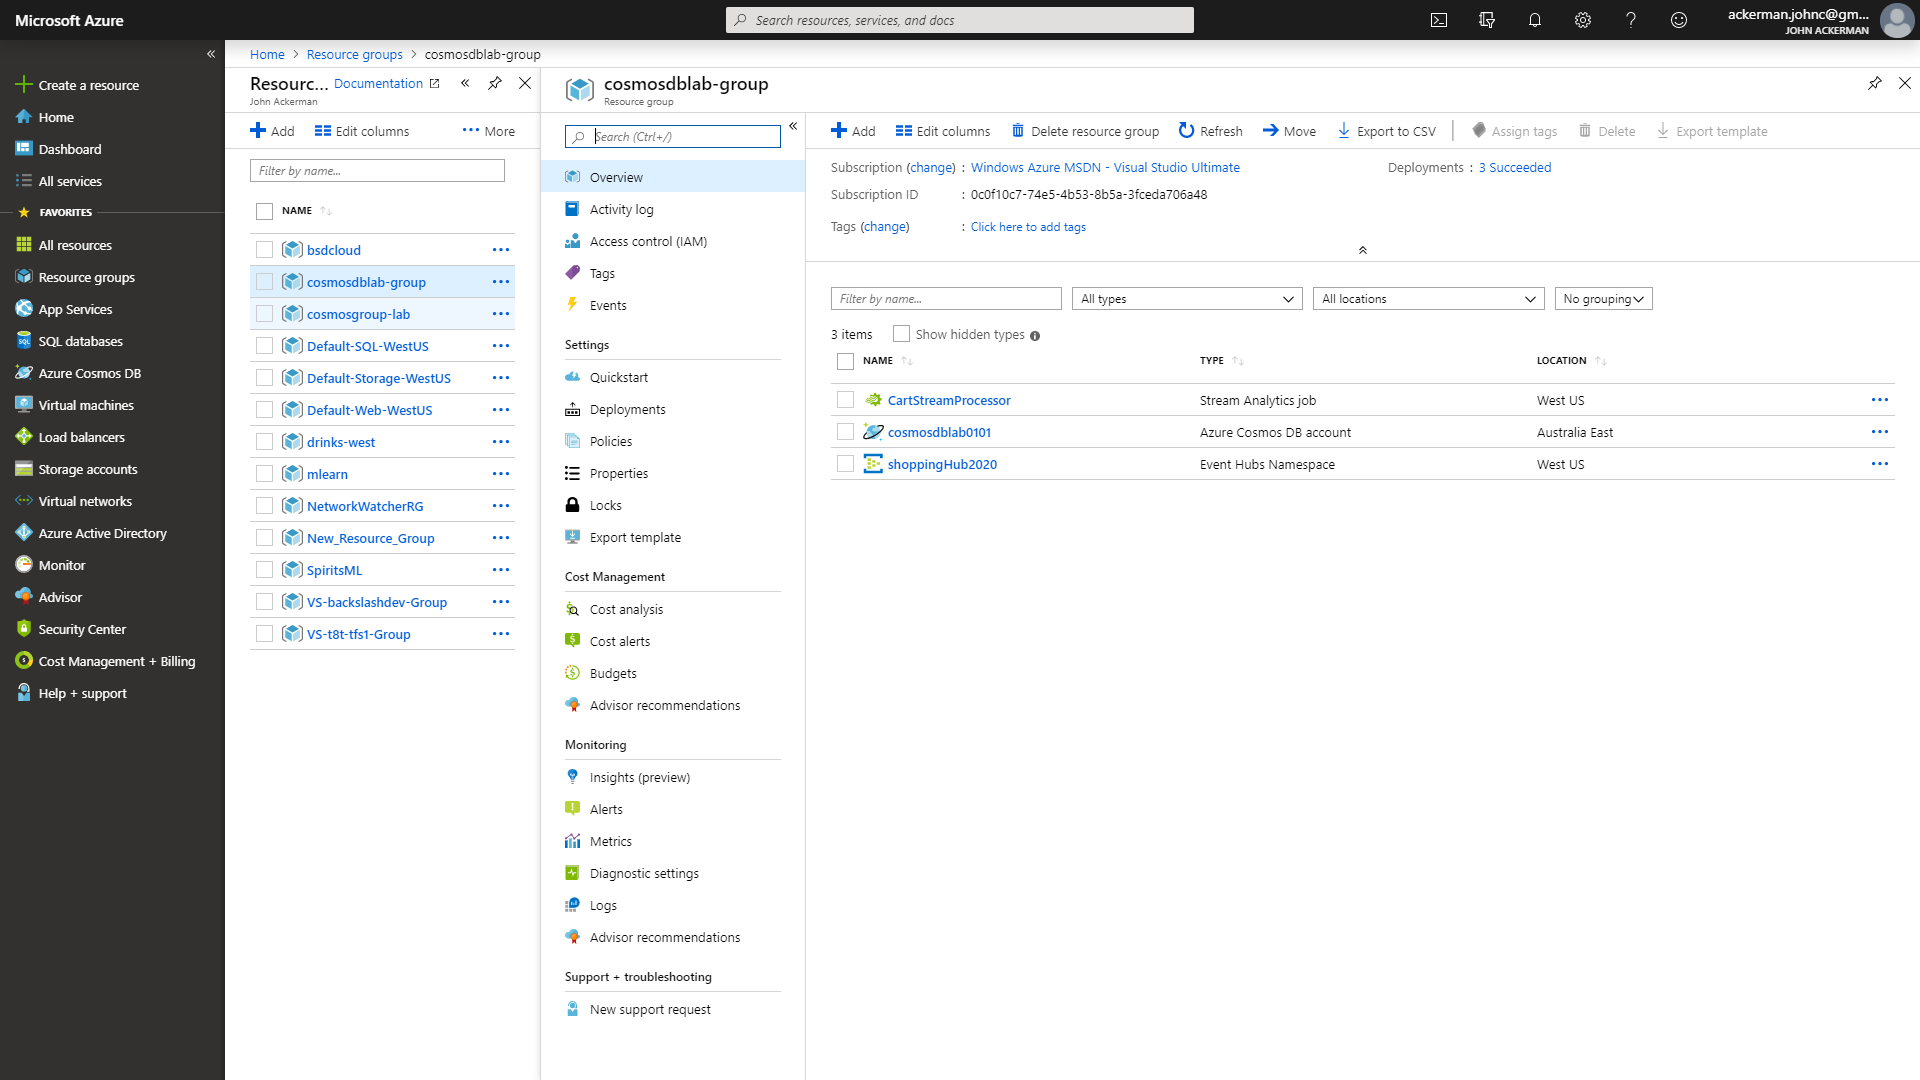 Microsoft Azure
Search resources, services, and docs
ackerman.johnc@gm...
JOHN ACKERMAN
Create a resource
Home
Dashboard
All services
FAVORITES
All resources
Resource groups
App Services
SQL databases
Azure Cosmos DB
Virtual machines
Load balancers
Storage accounts
Virtual networks
Azure Active Directory
Monitor
Advisor
Security Center
Cost Management + Billing
Help + support
Home > Resource groups > cosmosdblab-group
Resourc... Documentation
John Ackerman
Add Edit columns ••• More
Filter by name...
NAME
bsdcloud
cosmosdblab-group
cosmosgroup-lab
Default-SQL-WestUS
Default-Storage-WestUS
Default-Web-WestUS
drinks-west
mlearn
NetworkWatcherRG
New_Resource_Group
SpiritsML
VS-backslashdev-Group
VS-t8t-tfs1-Group
cosmosdblab-group
Resource group
Search (Ctrl+/)
Overview
Activity log
Access control (IAM)
Tags
Events
Settings
Quickstart
Deployments
Policies
Properties
Locks
Export template
Cost Management
Cost analysis
Cost alerts
Budgets
Advisor recommendations
Monitoring
Insights (preview)
Alerts
Metrics
Diagnostic settings
Logs
Advisor recommendations
Support + troubleshooting
New support request
Add Edit columns Delete resource group Refresh Move Export to CSV Assign tags Delete Export template
Subscription (change) : Windows Azure MSDN - Visual Studio Ultimate Deployments : 3 Succeeded
Subscription ID : 0c0f10c7-74e5-4b53-8b5a-3fceda706a48
Tags (change) : Click here to add tags
Filter by name... All types All locations No grouping
3 items Show hidden types
NAME TYPE LOCATION
CartStreamProcessor Stream Analytics job West US
cosmosdblab0101 Azure Cosmos DB account Australia East
shoppingHub2020 Event Hubs Namespace West US